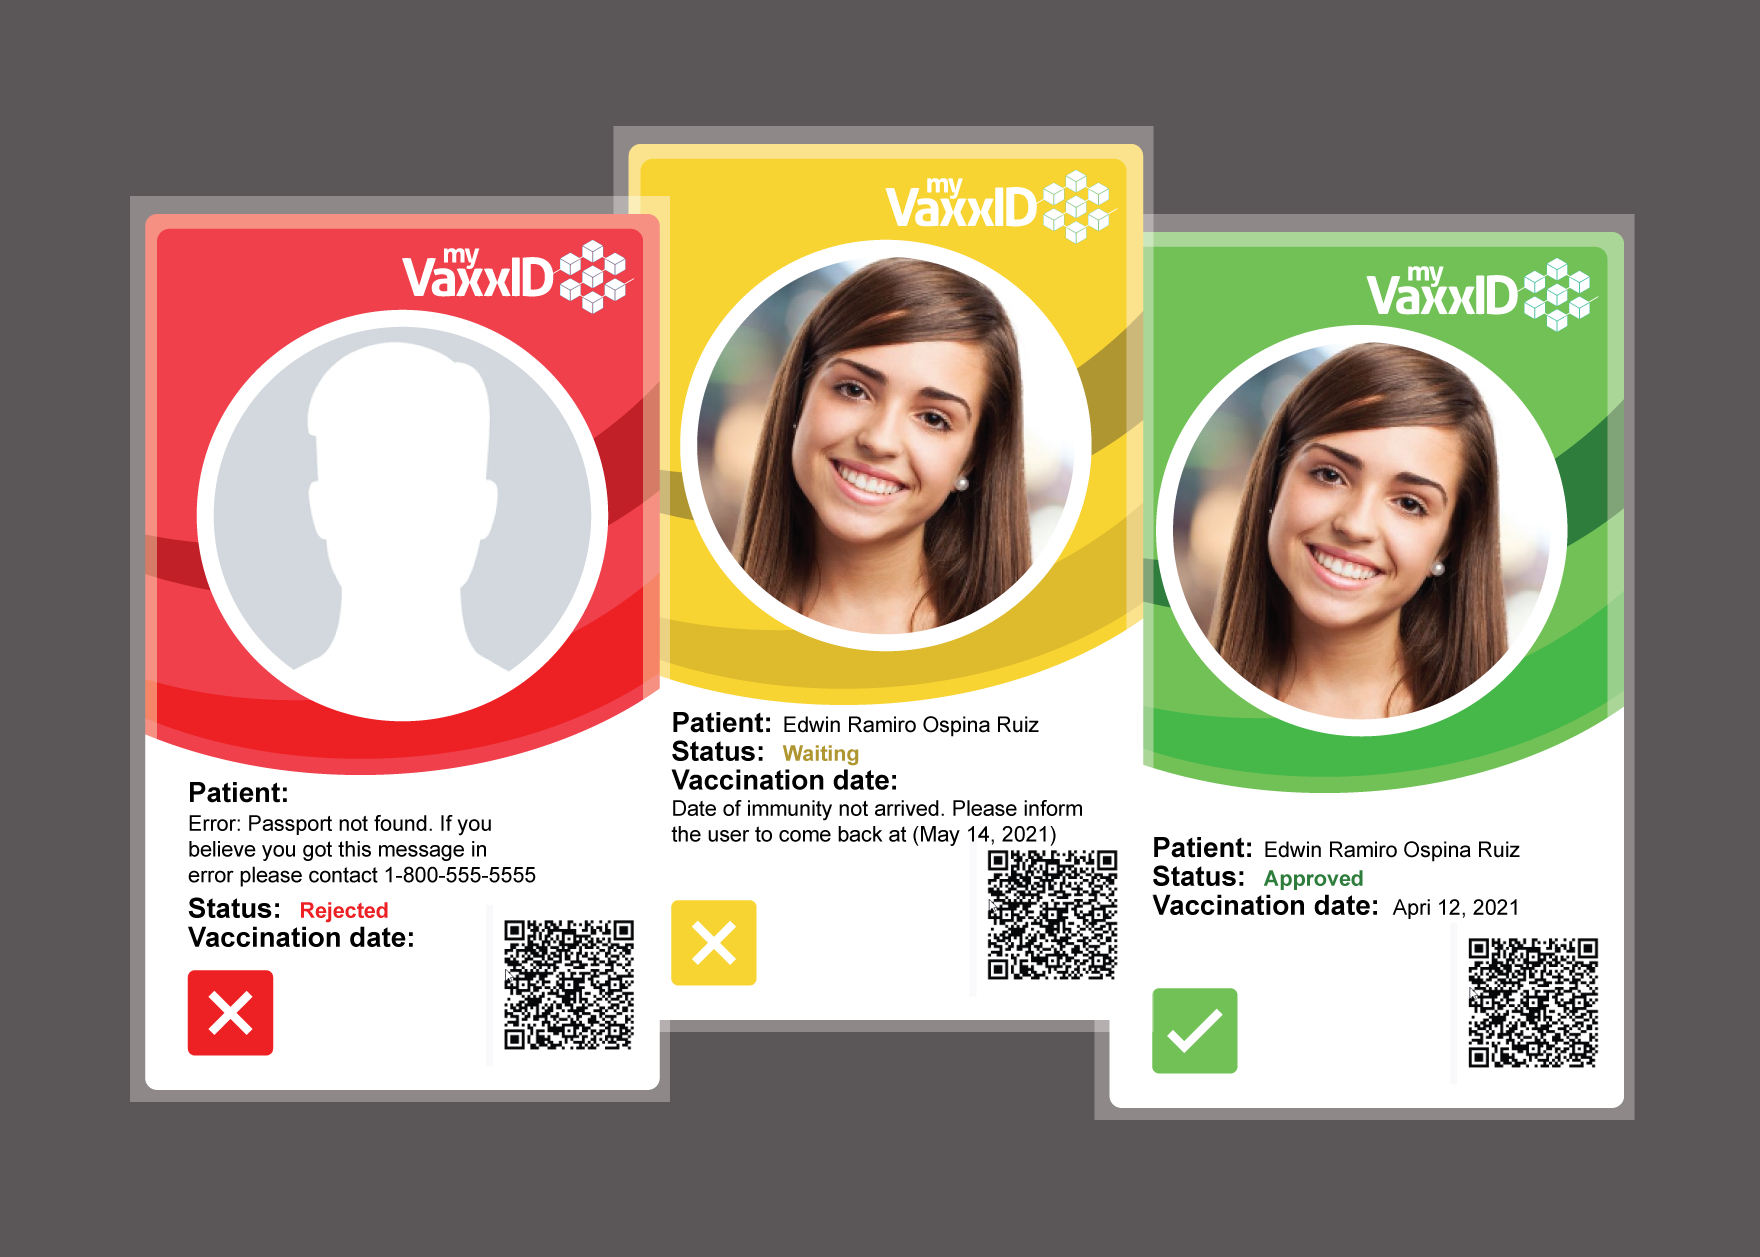 my
VaxxID
Patient:
Error: Passport not found. If you
believe you got this message in
error please contact 1-800-555-5555
Status: Rejected
Vaccination date:
my
VaxxID
Patient: Edwin Ramiro Ospina Ruiz
Status: Waiting
Vaccination date:
Date of immunity not arrived. Please inform
the user to come back at (May 14, 2021)
my
VaxxID
Patient: Edwin Ramiro Ospina Ruiz
Status: Approved
Vaccination date: Apri 12, 2021